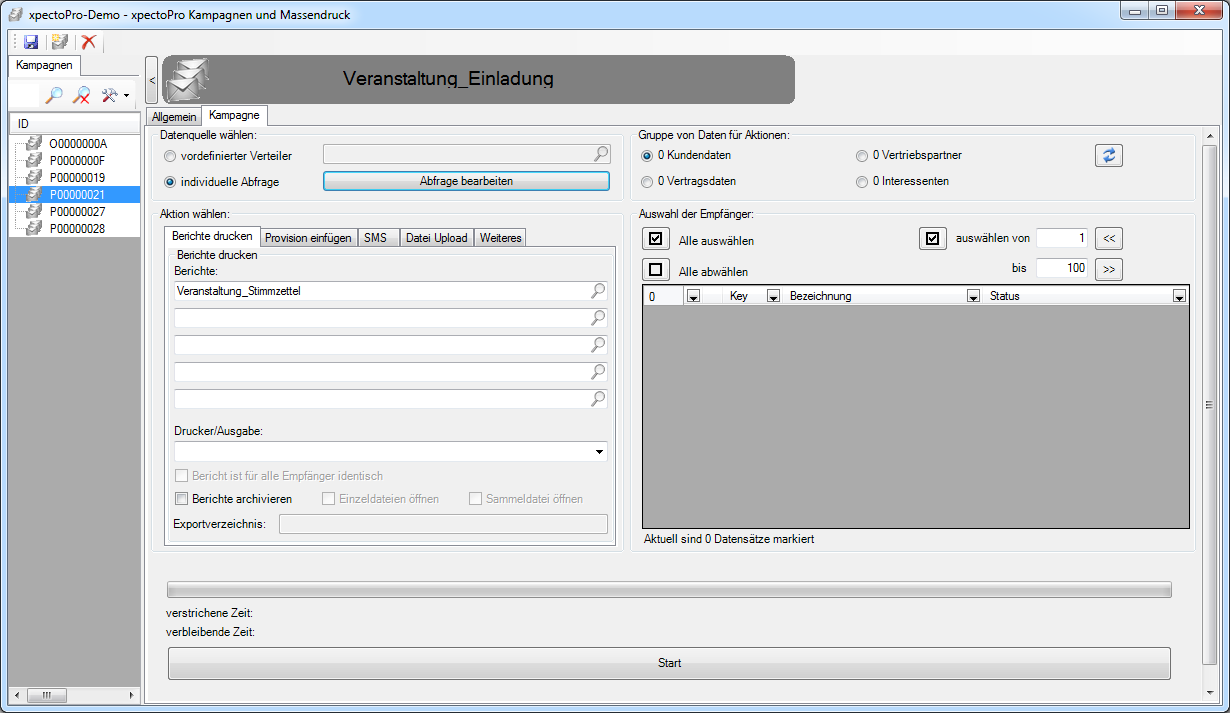 xpectoPro-Demo - xpectoPro Kampagnen und Massendruck
Kampagnen
ID
O0000000A
P0000000F
P00000019
P00000021
P00000027
P00000028
<
Veranstaltung_Einladung
Allgemein
Kampagne
Datenquelle wählen:
vordefinierter Verteiler
individuelle Abfrage
Abfrage bearbeiten
Aktion wählen:
Berichte drucken
Provision einfügen
SMS
Datei Upload
Weiteres
Berichte drucken
Berichte:
Veranstaltung_Stimmzettel
Drucker/Ausgabe:
Bericht ist für alle Empfänger identisch
Berichte archivieren
Einzeldateien öffnen
Sammeldatei öffnen
Exportverzeichnis:
Gruppe von Daten für Aktionen:
0 Kundendaten
0 Vertriebspartner
0 Vertragsdaten
0 Interessenten
Auswahl der Empfänger:
Alle auswählen
auswählen von
1
<<
Alle abwählen
bis
100
>>
0
Key
Bezeichnung
Status
Aktuell sind 0 Datensätze markiert
verstrichene Zeit:
verbleibende Zeit:
Start